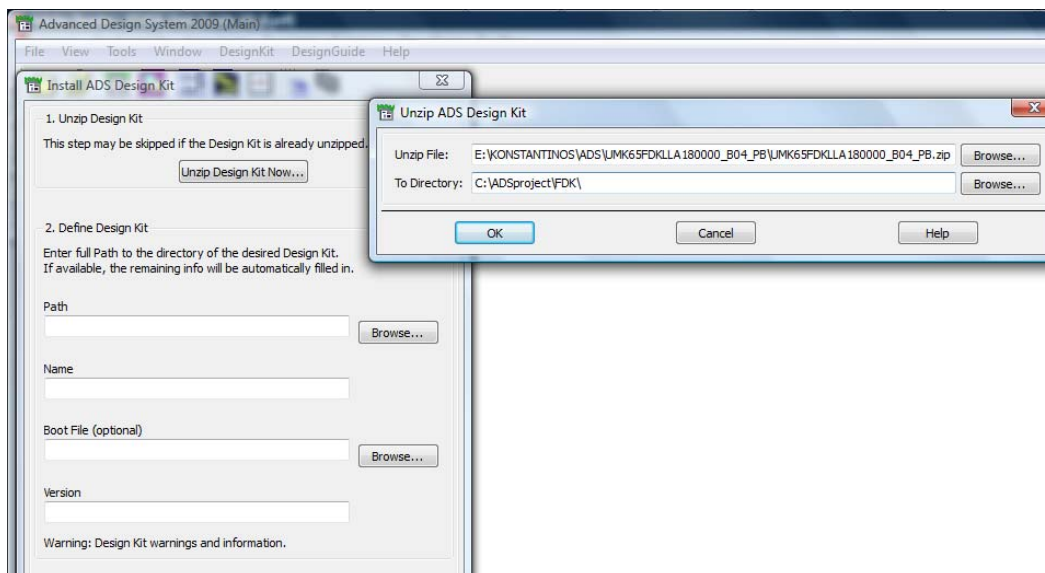 Advanced Design System 2009 (Main)
File View Tools Window DesignKit DesignGuide Help
Install ADS Design Kit
1. Unzip Design Kit
This step may be skipped if the Design Kit is already unzipped.
Unzip Design Kit Now...
2. Define Design Kit
Enter full Path to the directory of the desired Design Kit.
If available, the remaining info will be automatically filled in.
Path
Browse...
Name
Boot File (optional)
Browse...
Version
Warning: Design Kit warnings and information.
Unzip ADS Design Kit
Unzip File: E:\KONSTANTINOS\ADS\UMK65FDKLLA180000_B04_PB\UMK65FDKLLA180000_B04_PB.zip Browse...
To Directory: C:\ADSproject\FDK\ Browse...
OK Cancel Help